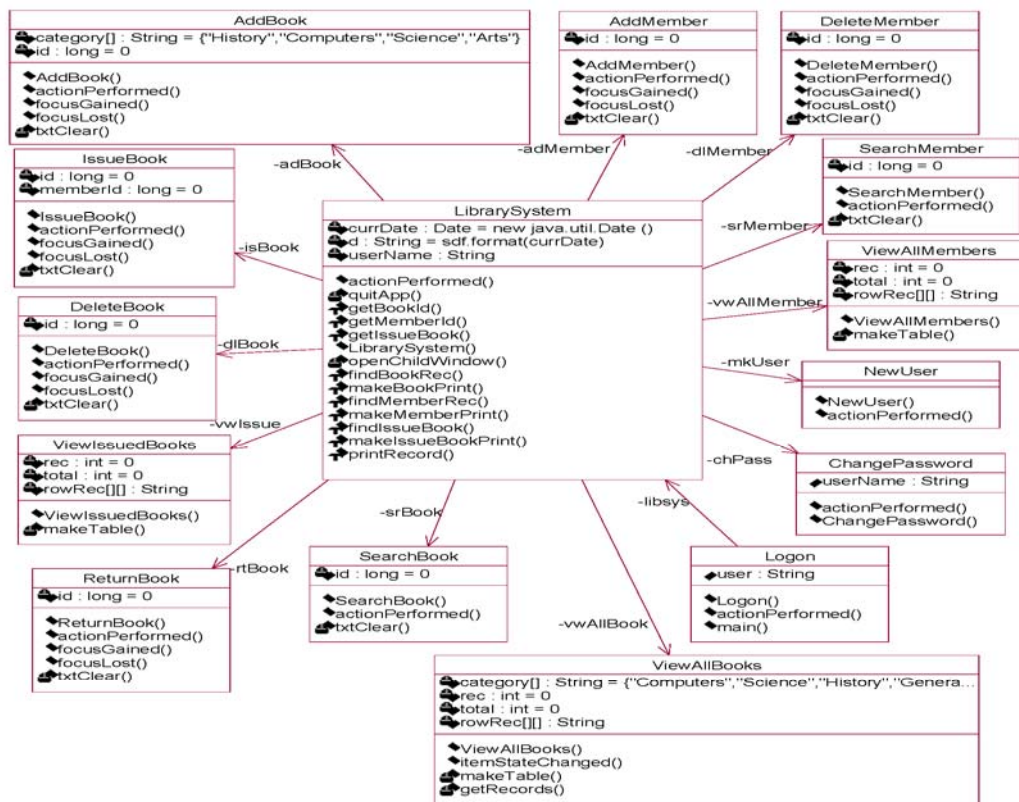 AddBook
category[] : String = {"History","Computers","Science","Arts"}
id : long = 0
AddBook()
actionPerformed()
focusGained()
focusLost()
txtClear()
AddMember
id : long = 0
AddMember()
actionPerformed()
focusGained()
focusLost()
txtClear()
DeleteMember
id : long = 0
DeleteMember()
actionPerformed()
focusGained()
focusLost()
txtClear()
-adBook
-adMember
-dlMember
IssueBook
id : long = 0
memberId : long = 0
IssueBook()
actionPerformed()
focusGained()
focusLost()
txtClear()
-isBook
LibrarySystem
currDate : Date = new java.util.Date ()
d : String = sdf.format(currDate)
userName : String
actionPerformed()
quitApp()
getBookId()
getMemberId()
getIssueBook()
LibrarySystem()
openChildWindow()
findBookRec()
makeBookPrint()
findMemberRec()
makeMemberPrint()
findIssueBook()
makeIssueBookPrint()
printRecord()
-srMember
SearchMember
id : long = 0
SearchMember()
actionPerformed()
txtClear()
-vwAllMember
ViewAllMembers
rec : int = 0
total : int = 0
rowRec[][] : String
ViewAllMembers()
makeTable()
DeleteBook
id : long = 0
DeleteBook()
actionPerformed()
focusGained()
focusLost()
txtClear()
-dlBook
-mkUser
NewUser
NewUser()
actionPerformed()
-vwIssue
ViewIssuedBooks
rec : int = 0
total : int = 0
rowRec[][] : String
ViewIssuedBooks()
makeTable()
-chPass
ChangePassword
userName : String
actionPerformed()
ChangePassword()
-srBook
-libsys
-rtBook
ReturnBook
id : long = 0
ReturnBook()
actionPerformed()
focusGained()
focusLost()
txtClear()
SearchBook
id : long = 0
SearchBook()
actionPerformed()
txtClear()
-vwAllBook
Logon
user : String
Logon()
actionPerformed()
main()
ViewAllBooks
category[] : String = {"Computers","Science","History","Genera...
rec : int = 0
total : int = 0
rowRec[][] : String
ViewAllBooks()
itemStateChanged()
makeTable()
getRecords()